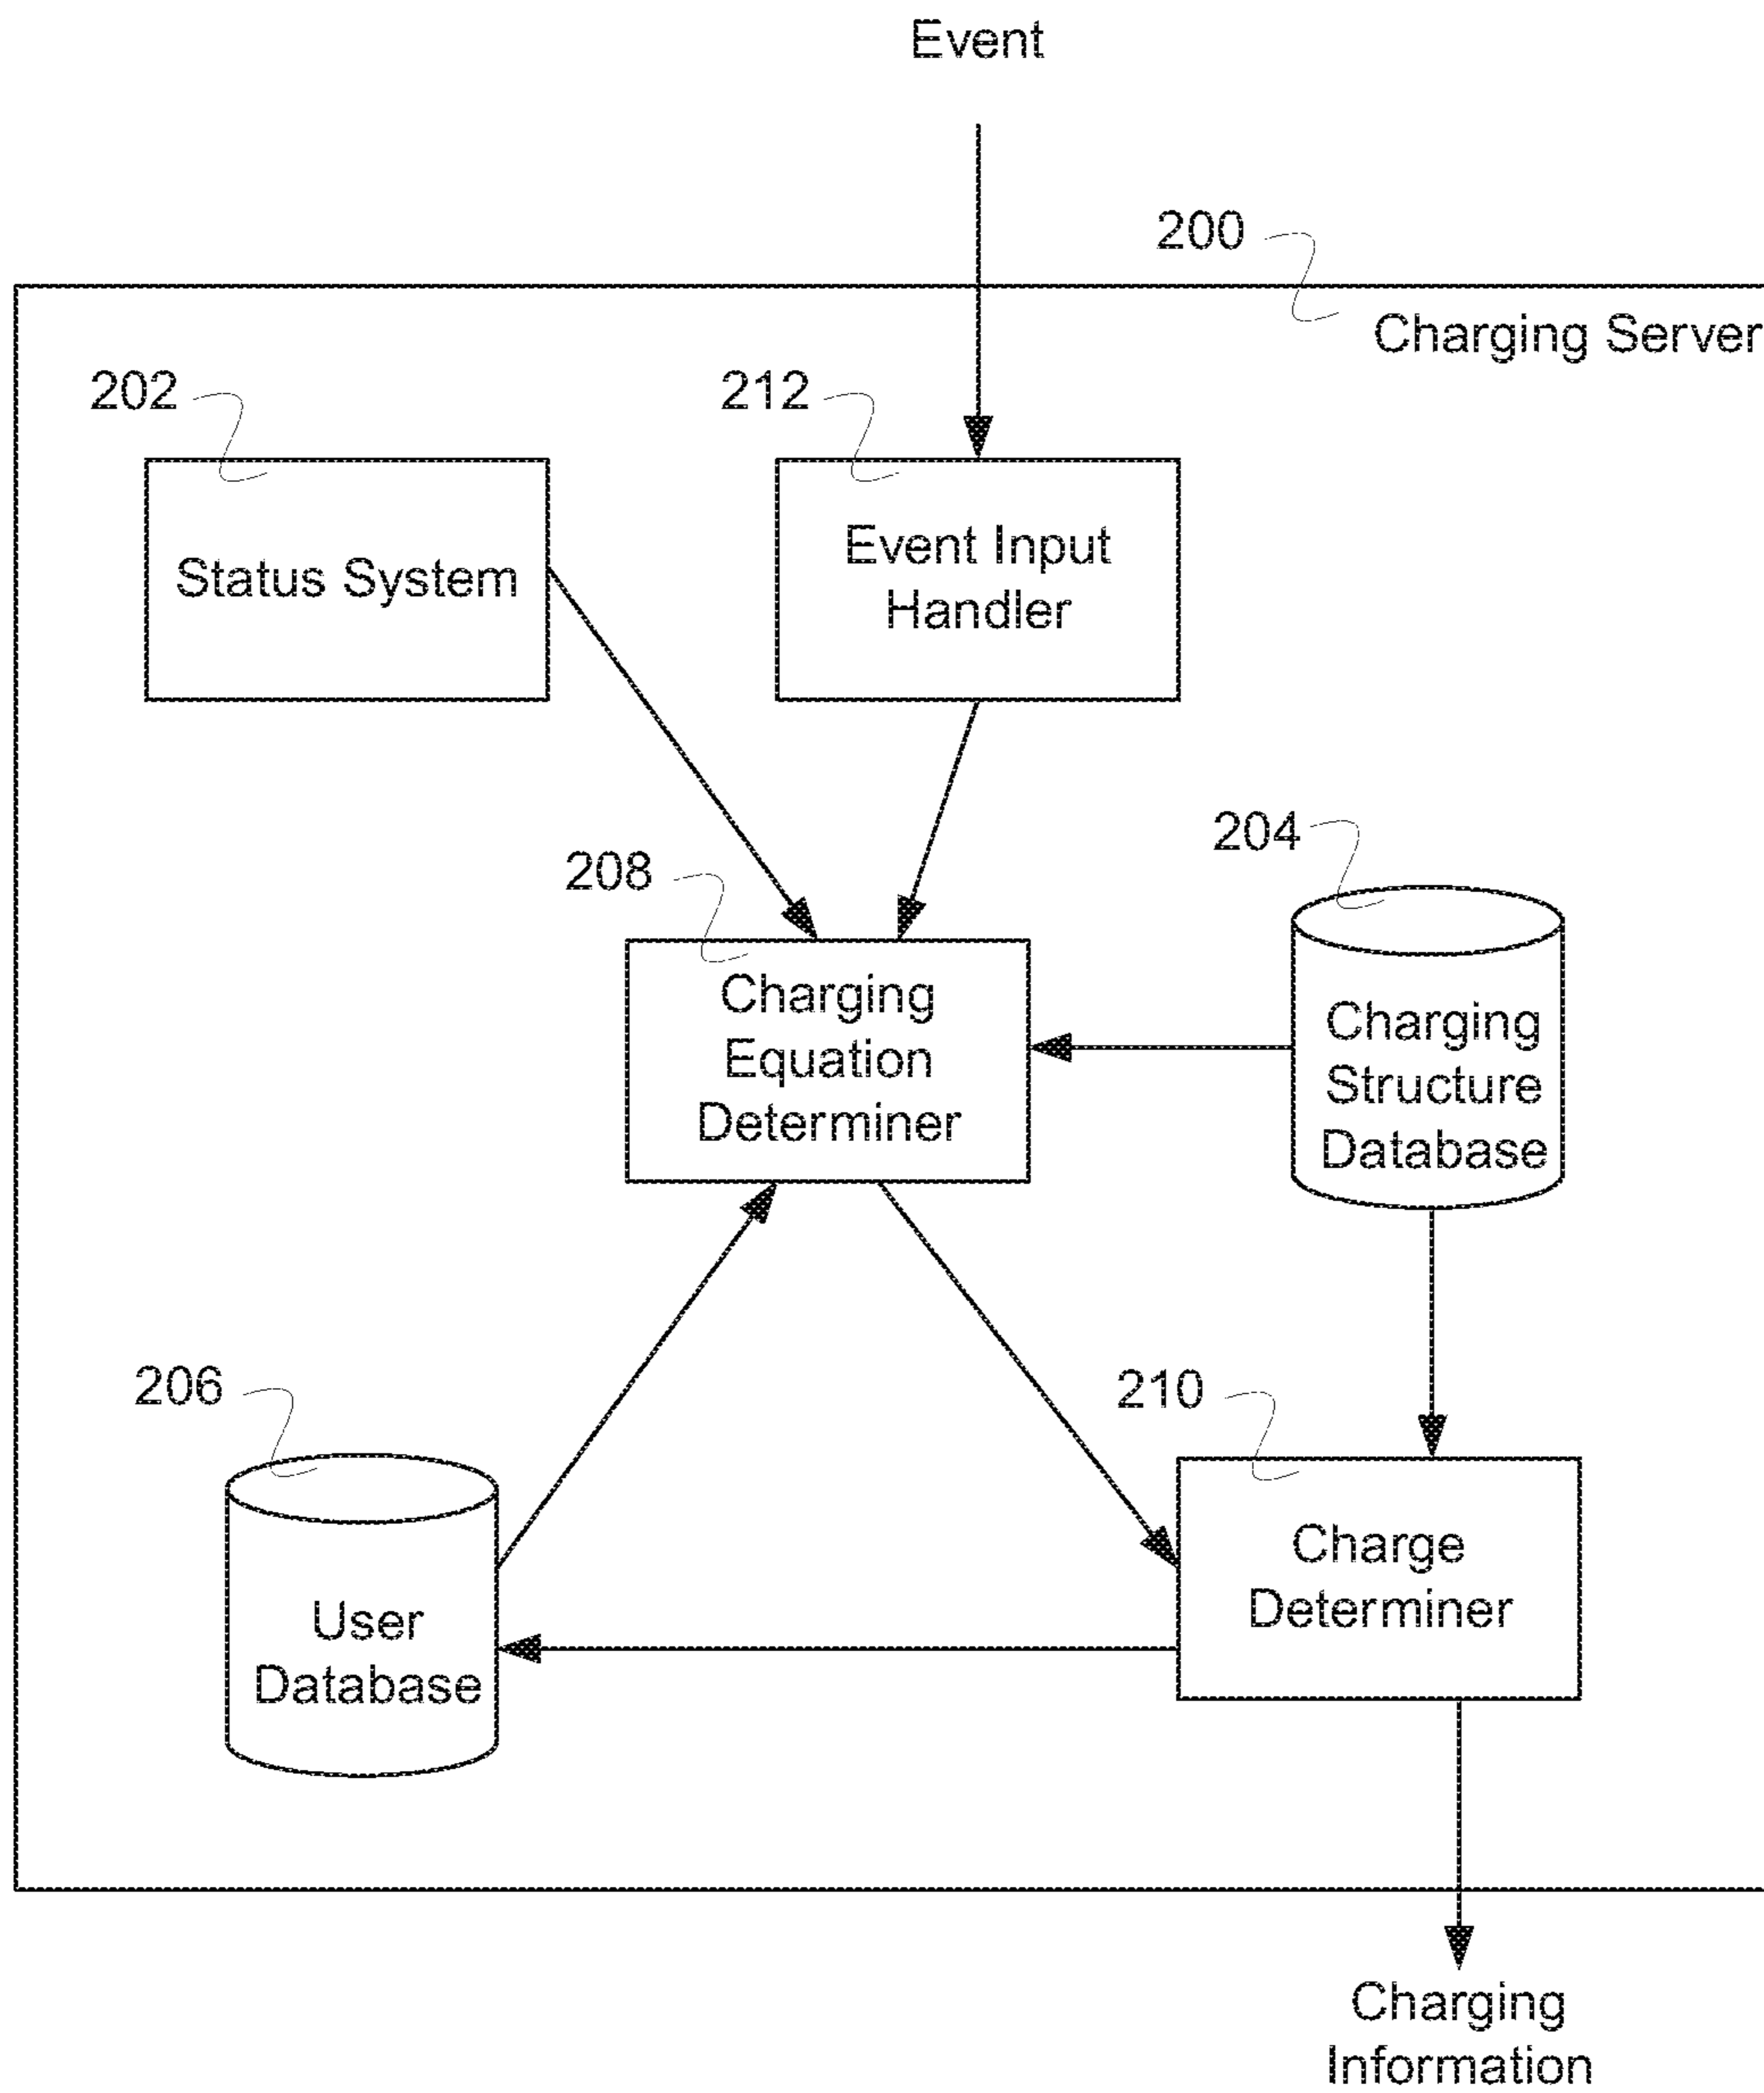 Event
200
Charging Server
202
212
Status System
Event Input
Handler
208
204
Charging
Equation
Determiner
Charging
Structure
Database
206
210
User
Database
Charge
Determiner
Charging
Information